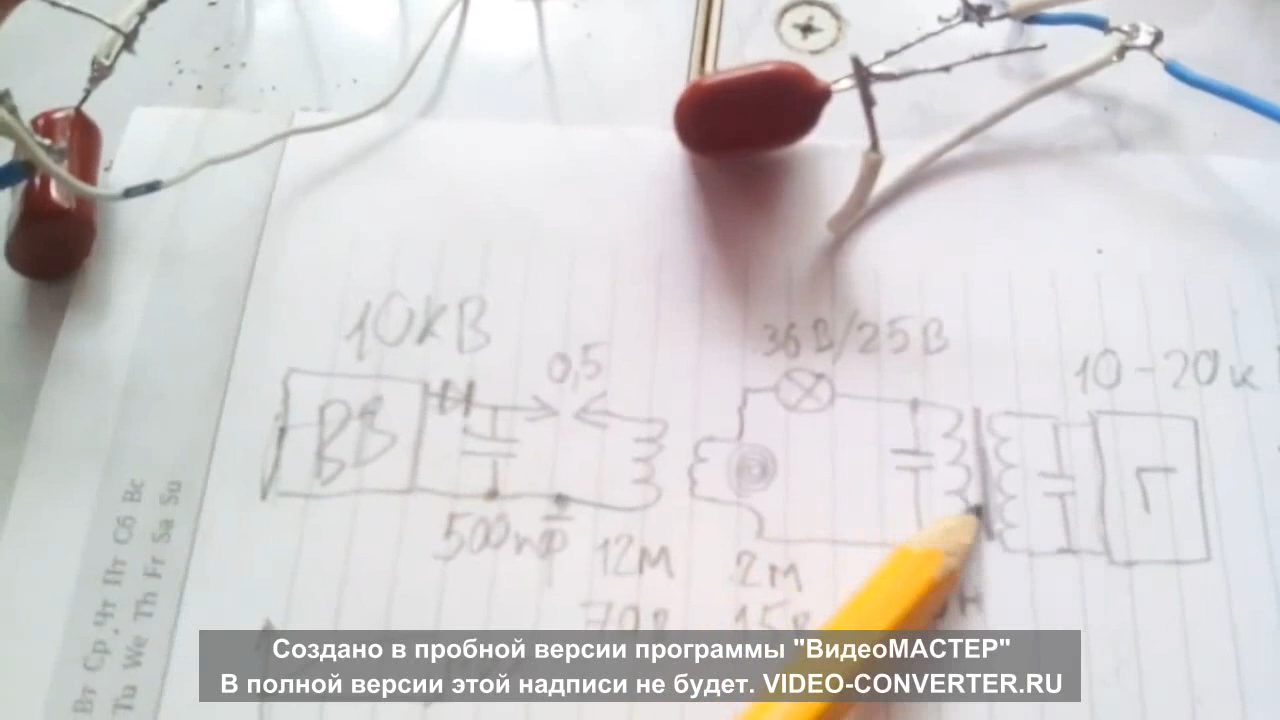 10КВ
0,5
36В/25В
10-20к
ВВ
Г
500пФ
12м
2м
Вт Ср Чт Пт Сб Вс
Tu We Th Fr Sa Su
Создано в пробной версии программы "ВидеоМАСТЕР"
В полной версии этой надписи не будет. VIDEO-CONVERTER.RU